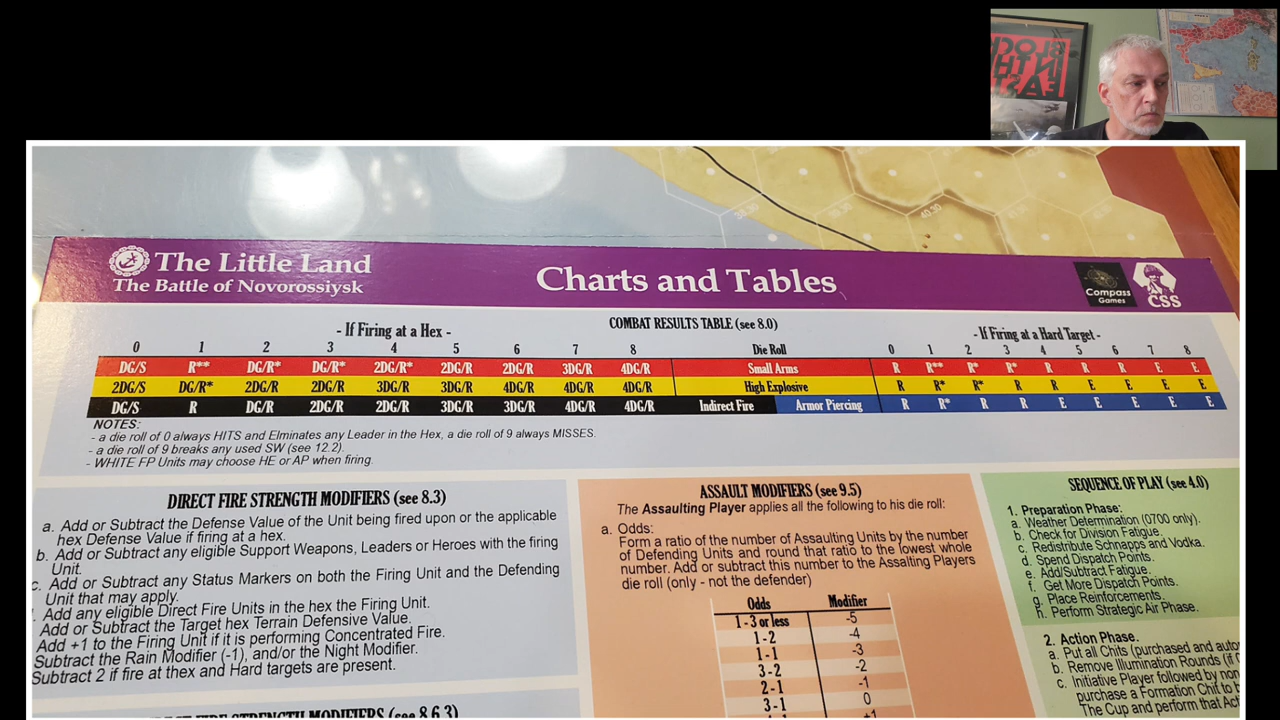 BLOCK
IN THE
EAST
40.30
The Little Land
The Battle of Novorossiysk
Charts and Tables
Compass
Games
CSS
COMBAT RESULTS TABLE (see 8.0)
- If Firing at a Hex -
- If Firing at a Hard Target -
0 1 2 3 4 5 6 7 8 Die Roll 0 1 2 3 4 5 6 7 8
DG/S R** DG/R* DG/R* 2DG/R* 2DG/R 2DG/R 3DG/R 4DG/R Small Arms R R** R* R* R R R E E
2DG/S DG/R* 2DG/R 2DG/R 3DG/R 3DG/R 4DG/R 4DG/R 4DG/R High Explosive R R* R* R R E E E E
DG/S R DG/R 2DG/R 2DG/R 3DG/R 3DG/R 4DG/R 4DG/R Indirect Fire Armor Piercing R R* R R E E E E E
NOTES:
- a die roll of 0 always HITS and Elminates any Leader in the Hex, a die roll of 9 always MISSES.
- a die roll of 9 breaks any used SW (see 12.2).
- WHITE FP Units may choose HE or AP when firing.
DIRECT FIRE STRENGTH MODIFIERS (see 8.3)
a. Add or Subtract the Defense Value of the Unit being fired upon or the applicable
hex Defense Value if firing at a hex.
b. Add or Subtract any eligible Support Weapons, Leaders or Heroes with the firing
Unit.
c. Add or Subtract any Status Markers on both the Firing Unit and the Defending
Unit that may apply.
Add any eligible Direct Fire Units in the hex the Firing Unit.
Add or Subtract the Target hex Terrain Defensive Value.
Add +1 to the Firing Unit if it is performing Concentrated Fire.
Subtract the Rain Modifier (-1), and/or the Night Modifier.
Subtract 2 if fire at thex and Hard targets are present.
FIRE STRENGTH MODIFIERS (see 8.6.3)
ASSAULT MODIFIERS (see 9.5)
The Assaulting Player applies all the following to his die roll:
a. Odds:
Form a ratio of the number of Assaulting Units by the number
of Defending Units and round that ratio to the lowest whole
number. Add or subtract this number to the Assalting Players
die roll (only - not the defender)
Odds Modifier
1-3 or less -5
1-2 -4
1-1 -3
3-2 -2
2-1 -1
3-1 0
+1
SEQUENCE OF PLAY (see 4.0)
1. Preparation Phase:
a. Weather Determination (0700 only).
b. Check for Division Fatigue.
c. Redistribute Schnapps and Vodka.
d. Spend Dispatch Points.
e. Add/Subtract Fatigue.
f. Get More Dispatch Points.
g. Place Reinforcements.
h. Perform Strategic Air Phase.
2. Action Phase.
a. Put all Chits (purchased and
b. Remove Illumination Rounds (if
c. Initiative Player followed by
purchase a Formation Chit to
The Cup and perform that